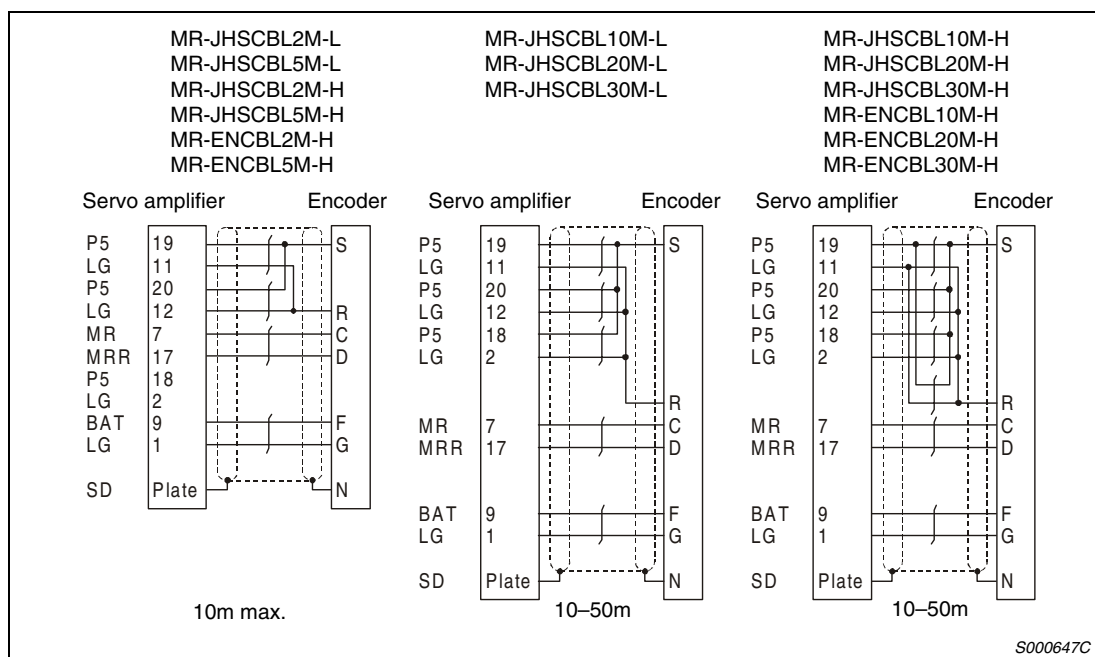 MR-JHSCBL2M-L
MR-JHSCBL5M-L
MR-JHSCBL2M-H
MR-JHSCBL5M-H
MR-ENCBL2M-H
MR-ENCBL5M-H
Servo amplifier Encoder
P5 19 S
LG 11
P5 20
LG 12 R
MR 7 C
MRR 17 D
P5 18
LG 2
BAT 9 F
LG 1 G
SD Plate N
10m max.
MR-JHSCBL10M-L
MR-JHSCBL20M-L
MR-JHSCBL30M-L
Servo amplifier Encoder
P5 19 S
LG 11
P5 20
LG 12
P5 18
LG 2
R
MR 7 C
MRR 17 D
BAT 9 F
LG 1 G
SD Plate N
10–50m
MR-JHSCBL10M-H
MR-JHSCBL20M-H
MR-JHSCBL30M-H
MR-ENCBL10M-H
MR-ENCBL20M-H
MR-ENCBL30M-H
Servo amplifier Encoder
P5 19 S
LG 11
P5 20
LG 12
P5 18
LG 2
R
MR 7 C
MRR 17 D
BAT 9 F
LG 1 G
SD Plate N
10–50m
S000647C